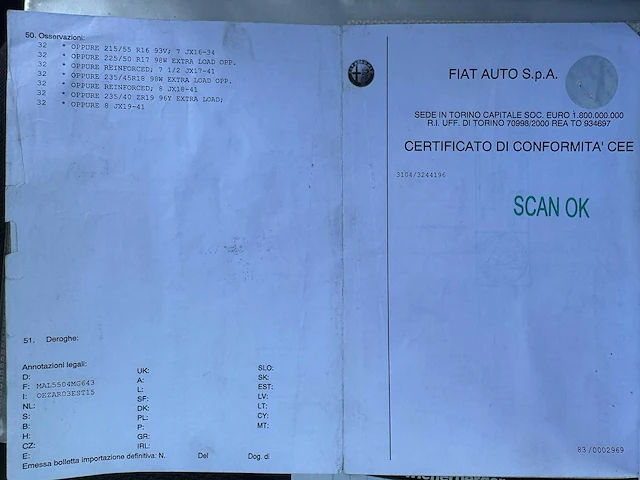 50. Osservazioni:
32 * OPPURE 215/55 R16 93V; 7 JX16-34
32 * OPPURE 225/50 R17 98W EXTRA LOAD OPP.
32 * OPPURE REINFORCED; 7 1/2 JX17-41
32 * OPPURE 235/45R18 98W EXTRA LOAD OPP.
32 * OPPURE REINFORCED; 8 JX18-41
32 * OPPURE 235/40 ZR19 96Y EXTRA LOAD;
32 * OPPURE 8 JX19-41
51. Deroghe:
Annotazioni legali:
D:
F: MAL5504MG643
I: OEZAR03EST15
NL:
S:
B:
H:
CZ:
E:
UK:
A:
L:
SF:
DK:
PL:
P:
GR:
IRL:
SLO:
SK:
EST:
LV:
LT:
CY:
MT:
Emessa bolletta importazione definitiva: N. Del Dog. di
FIAT AUTO S.p.A.
SEDE IN TORINO CAPITALE SOC. EURO 1.800.000.000
R.I. UFF. DI TORINO 70998/2000 REA TO 934697
CERTIFICATO DI CONFORMITA' CEE
3104/3244196
SCAN OK
83/0002969